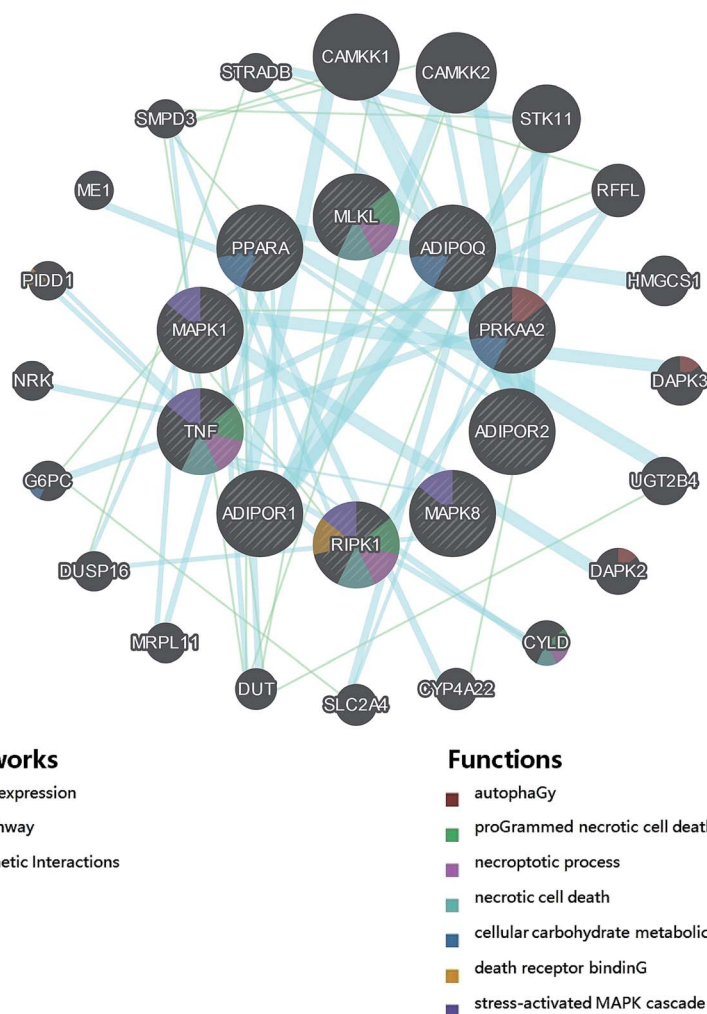 CAMKK1
CAMKK2
STRADB
STK11
SMPD3
ME1
RFFL
MLKL
PPARA
ADIPOQ
PIDD1
HMGCS1
MAPK1
PRKAA2
NRK
DAPK3
TNF
ADIPOR2
G6PC
UGT2B4
ADIPOR1
MAPK8
RIPK1
DUSP16
DAPK2
MRPL11
CYLD
DUT
SLC2A4
CYP4A22
works
expression
hway
netic Interactions
Functions
autophaGy
proGrammed necrotic cell death
necroptotic process
necrotic cell death
cellular carbohydrate metabolic
death receptor bindinG
stress-activated MAPK cascade